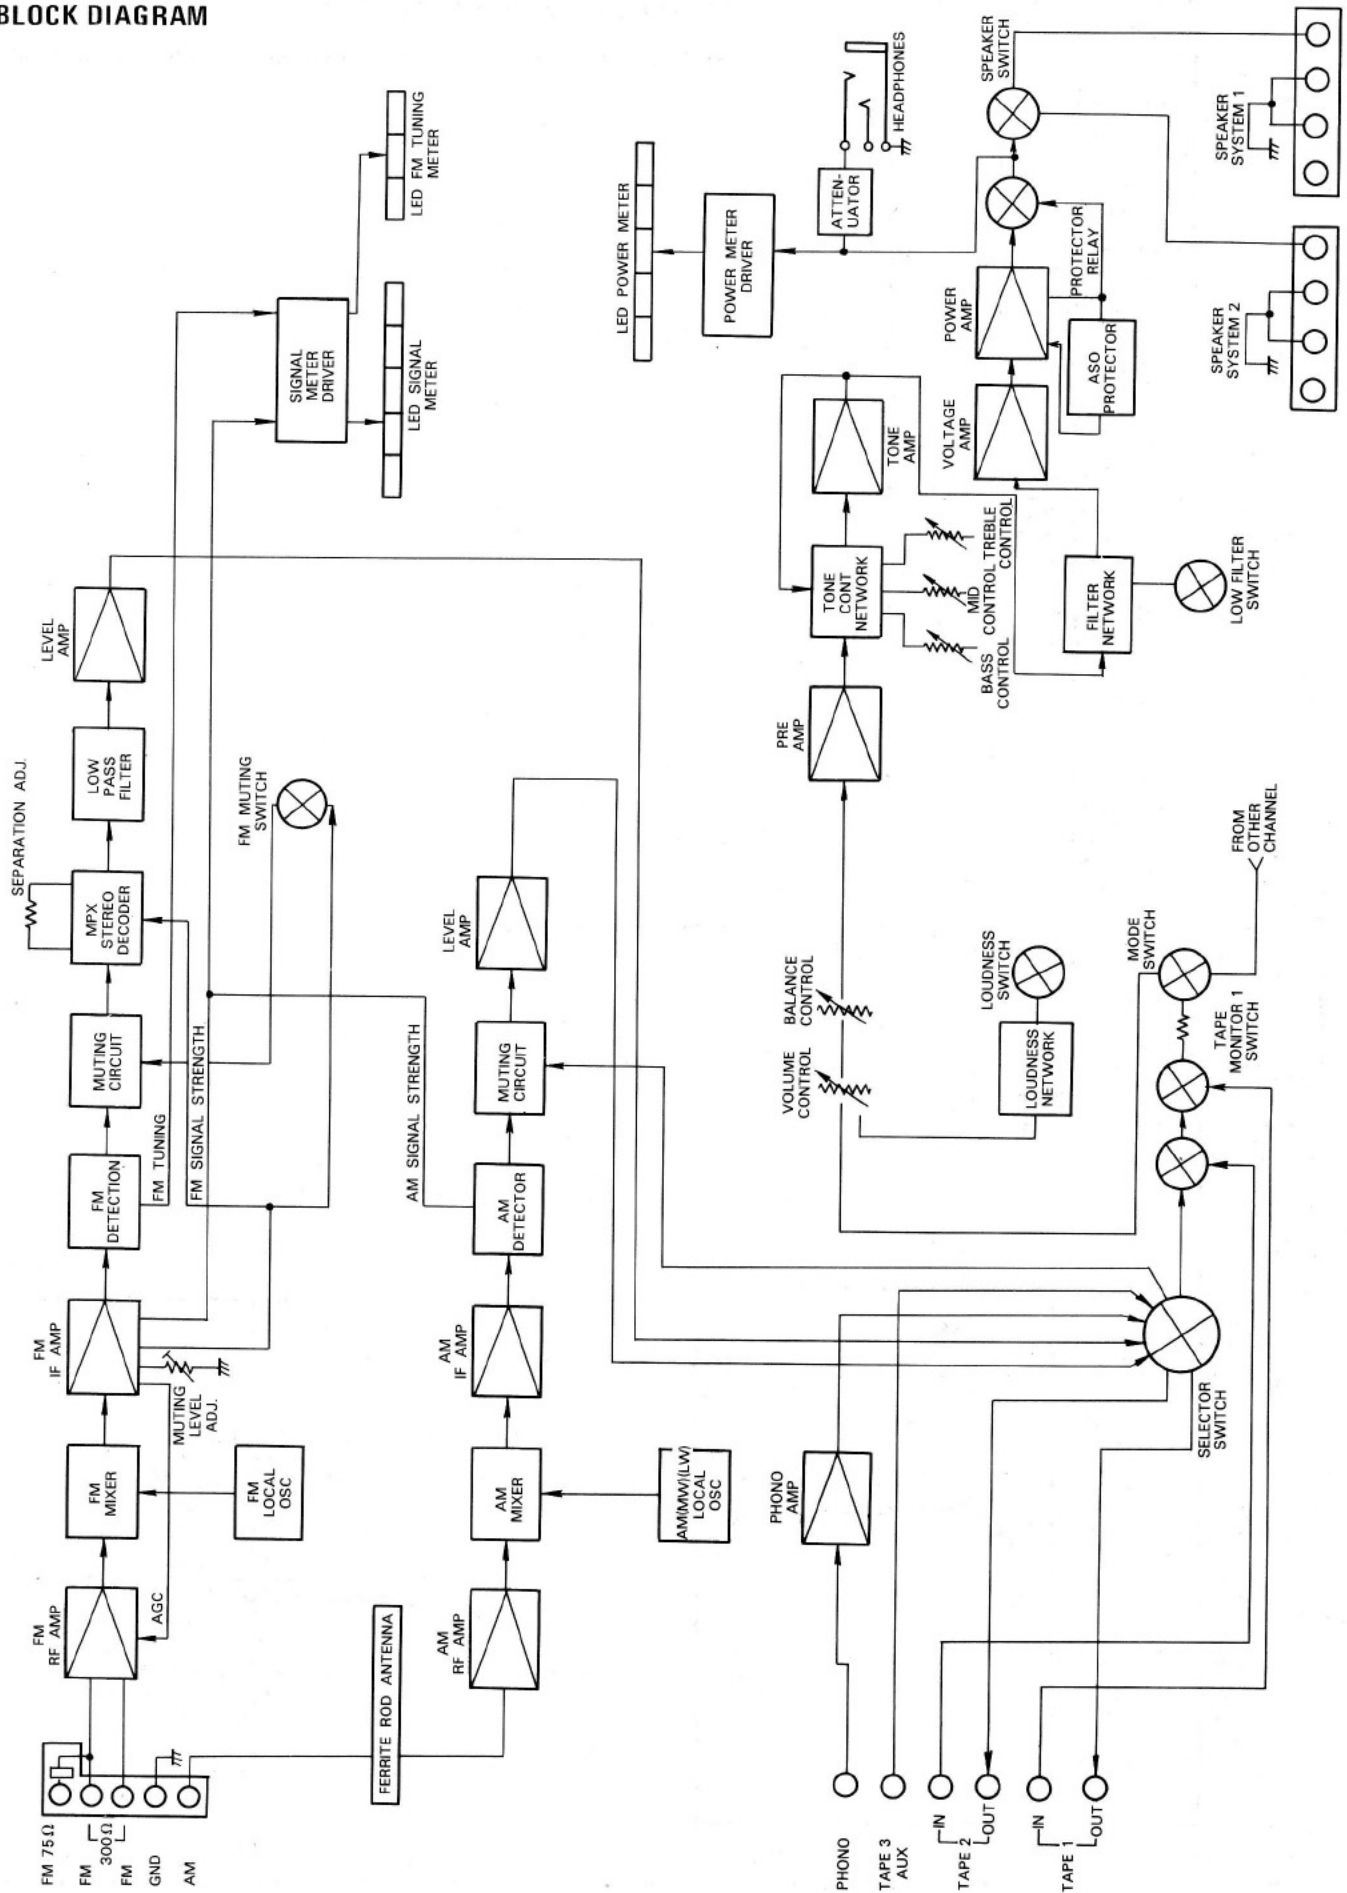 BLOCK DIAGRAM
FM 75Ω
FM
300Ω
FM
GND
AM
FM
RF AMP
AGC
FM
MIXER
FM
LOCAL
OSC
FM
IF AMP
MUTING
LEVEL
ADJ.
FM
DETECTION
FM TUNING
FM SIGNAL STRENGTH
MUTING
CIRCUIT
MPX
STEREO
DECODER
SEPARATION ADJ.
LOW
PASS
FILTER
LEVEL
AMP
FM MUTING
SWITCH
SIGNAL
METER
DRIVER
LED SIGNAL
METER
LED FM TUNING
METER
FERRITE ROD ANTENNA
AM
RF AMP
AM
MIXER
AM(MW)(LW)
LOCAL
OSC
AM
IF AMP
AM
DETECTOR
AM SIGNAL STRENGTH
MUTING
CIRCUIT
LEVEL
AMP
LED POWER METER
POWER METER
DRIVER
ATTEN-
UATOR
HEADPHONES
PHONO
TAPE 3
AUX
TAPE 2
IN
OUT
TAPE 1
IN
OUT
PHONO
AMP
SELECTOR
SWITCH
TAPE
MONITOR 1
SWITCH
MODE
SWITCH
FROM
OTHER
CHANNEL
VOLUME
CONTROL
BALANCE
CONTROL
LOUDNESS
NETWORK
LOUDNESS
SWITCH
PRE
AMP
TONE
CONT
NETWORK
BASS
CONTROL
MID
CONTROL
TREBLE
CONTROL
TONE
AMP
FILTER
NETWORK
LOW FILTER
SWITCH
VOLTAGE
AMP
POWER
AMP
ASO
PROTECTOR
PROTECTOR
RELAY
SPEAKER
SWITCH
SPEAKER
SYSTEM 1
SPEAKER
SYSTEM 2